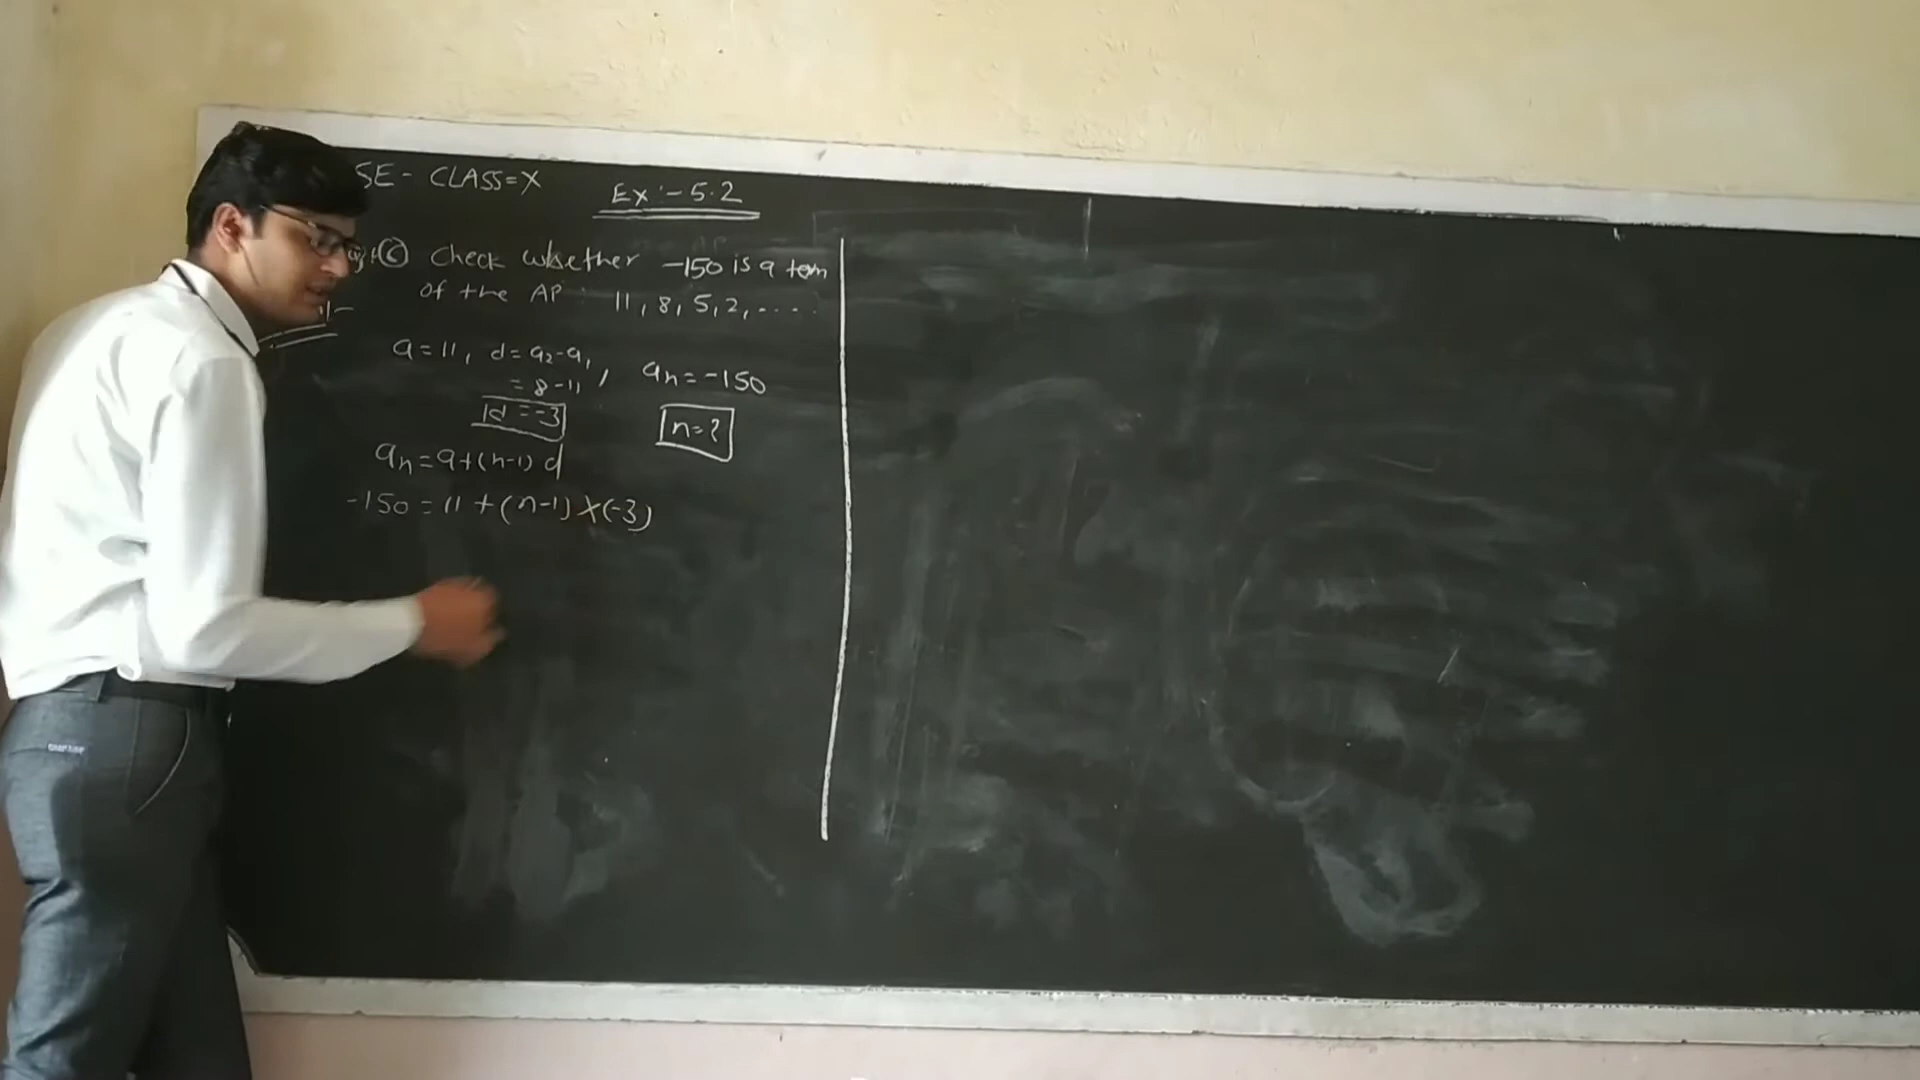 SE - CLASS=X
Ex:- 5.2
(6) Check whether -150 is a term
of the AP: 11, 8, 5, 2, ....
a=11, d=a₂-a₁
= 8-11, aₙ=-150
d=-3
n=?
aₙ=a+(n-1) d
-150=11+(n-1)×(-3)